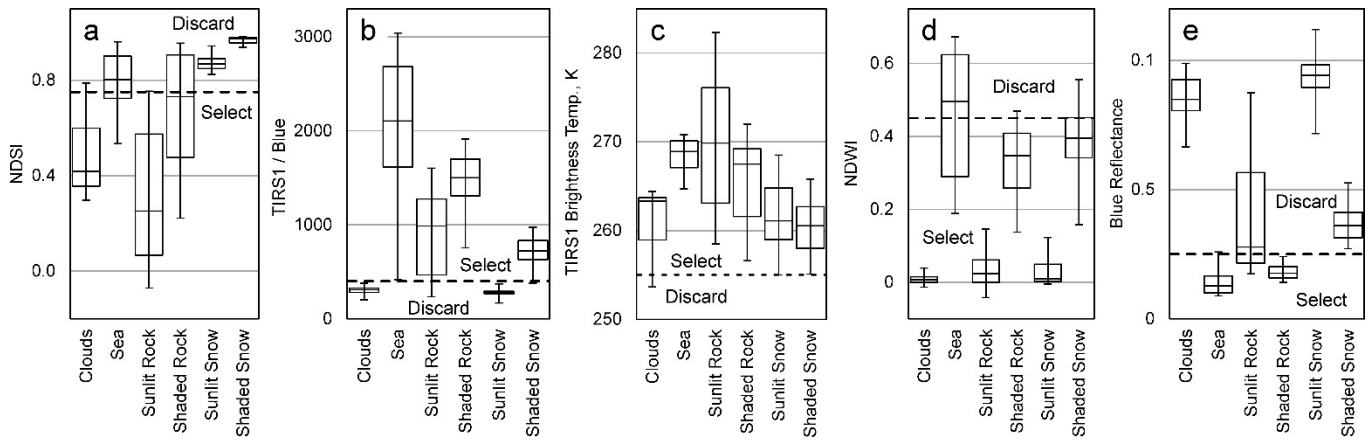 a
Discard
Select
NDSI
0.8
0.4
0.0
Clouds
Sea
Sunlit Rock
Shaded Rock
Sunlit Snow
Shaded Snow
b
Select
Discard
TIRS1 / Blue
3000
2000
1000
0
Clouds
Sea
Sunlit Rock
Shaded Rock
Sunlit Snow
Shaded Snow
c
Select
Discard
TIRS1 Brightness Temp., K
280
270
260
250
Clouds
Sea
Sunlit Rock
Shaded Rock
Sunlit Snow
Shaded Snow
d
Discard
Select
NDWI
0.6
0.4
0.2
0
Clouds
Sea
Sunlit Rock
Shaded Rock
Sunlit Snow
Shaded Snow
e
Discard
Select
Blue Reflectance
0.1
0.5
0
Clouds
Sea
Sunlit Rock
Shaded Rock
Sunlit Snow
Shaded Snow